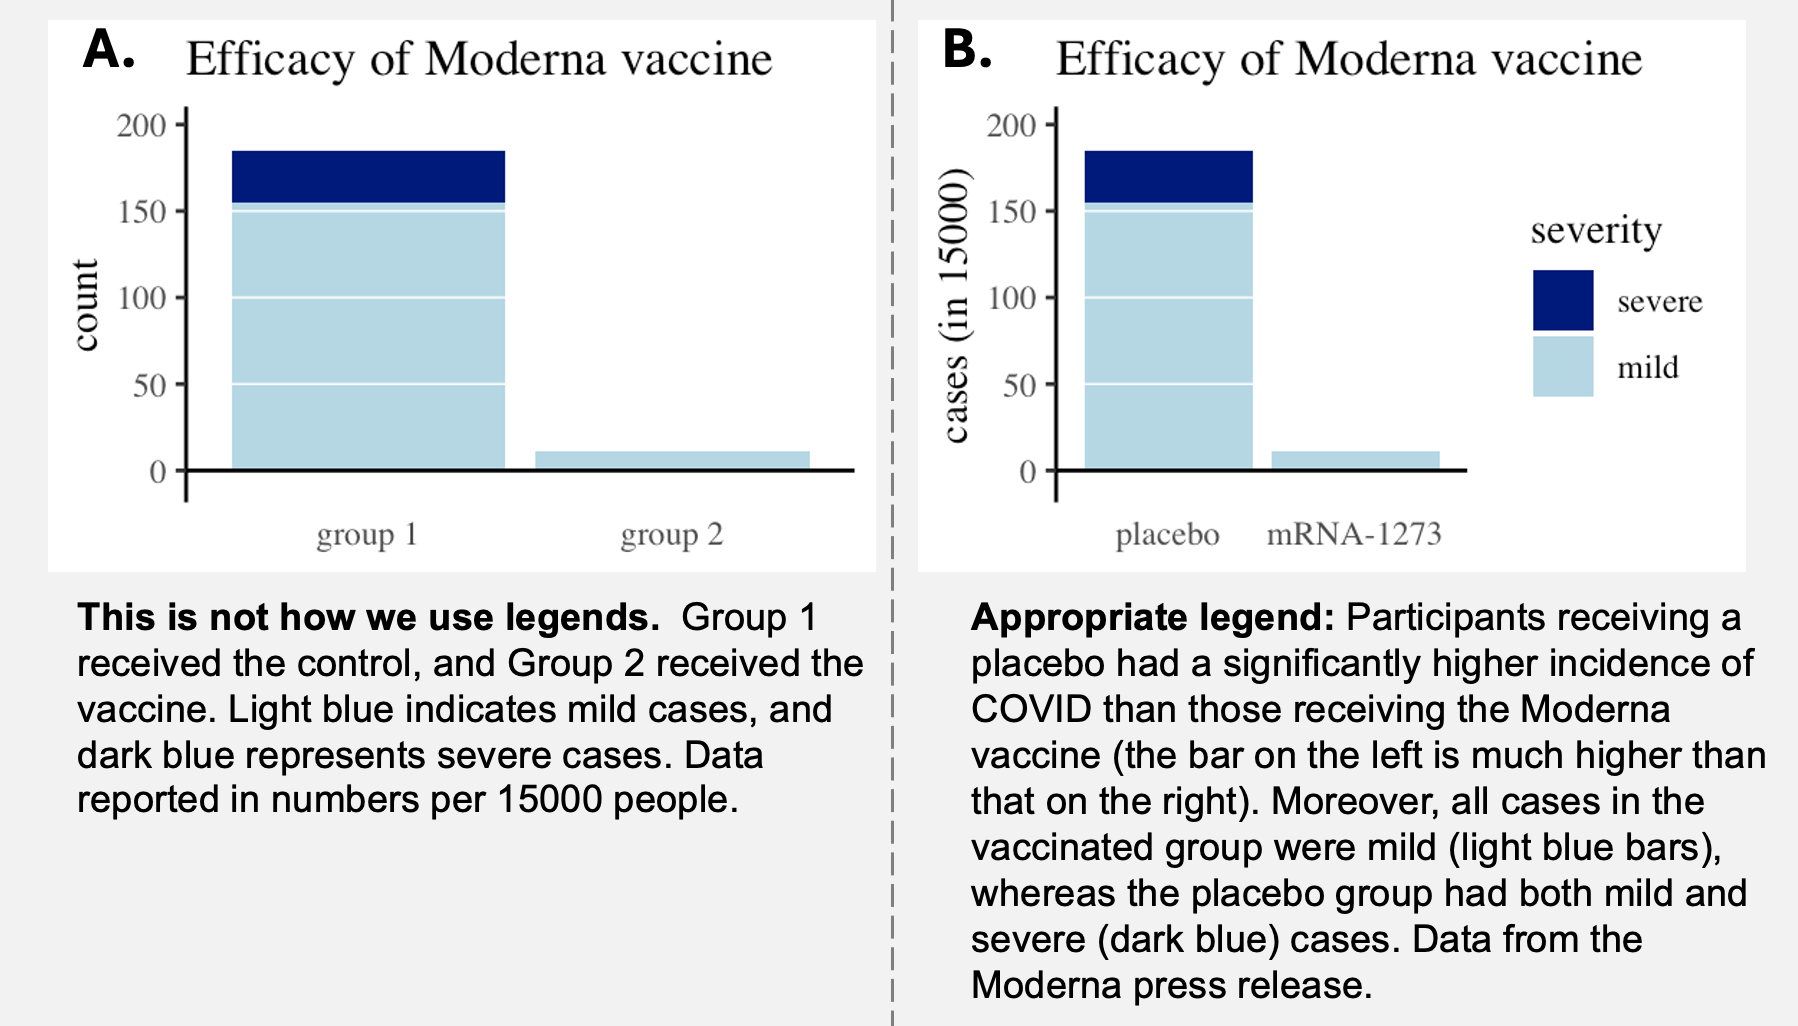 A.
Efficacy of Moderna vaccine
count
200
150
100
50
0
group 1
group 2
This is not how we use legends. Group 1
received the control, and Group 2 received the
vaccine. Light blue indicates mild cases, and
dark blue represents severe cases. Data
reported in numbers per 15000 people.
B.
Efficacy of Moderna vaccine
cases (in 15000)
200
150
100
50
0
placebo
mRNA-1273
severity
severe
mild
Appropriate legend: Participants receiving a
placebo had a significantly higher incidence of
COVID than those receiving the Moderna
vaccine (the bar on the left is much higher than
that on the right). Moreover, all cases in the
vaccinated group were mild (light blue bars),
whereas the placebo group had both mild and
severe (dark blue) cases. Data from the
Moderna press release.